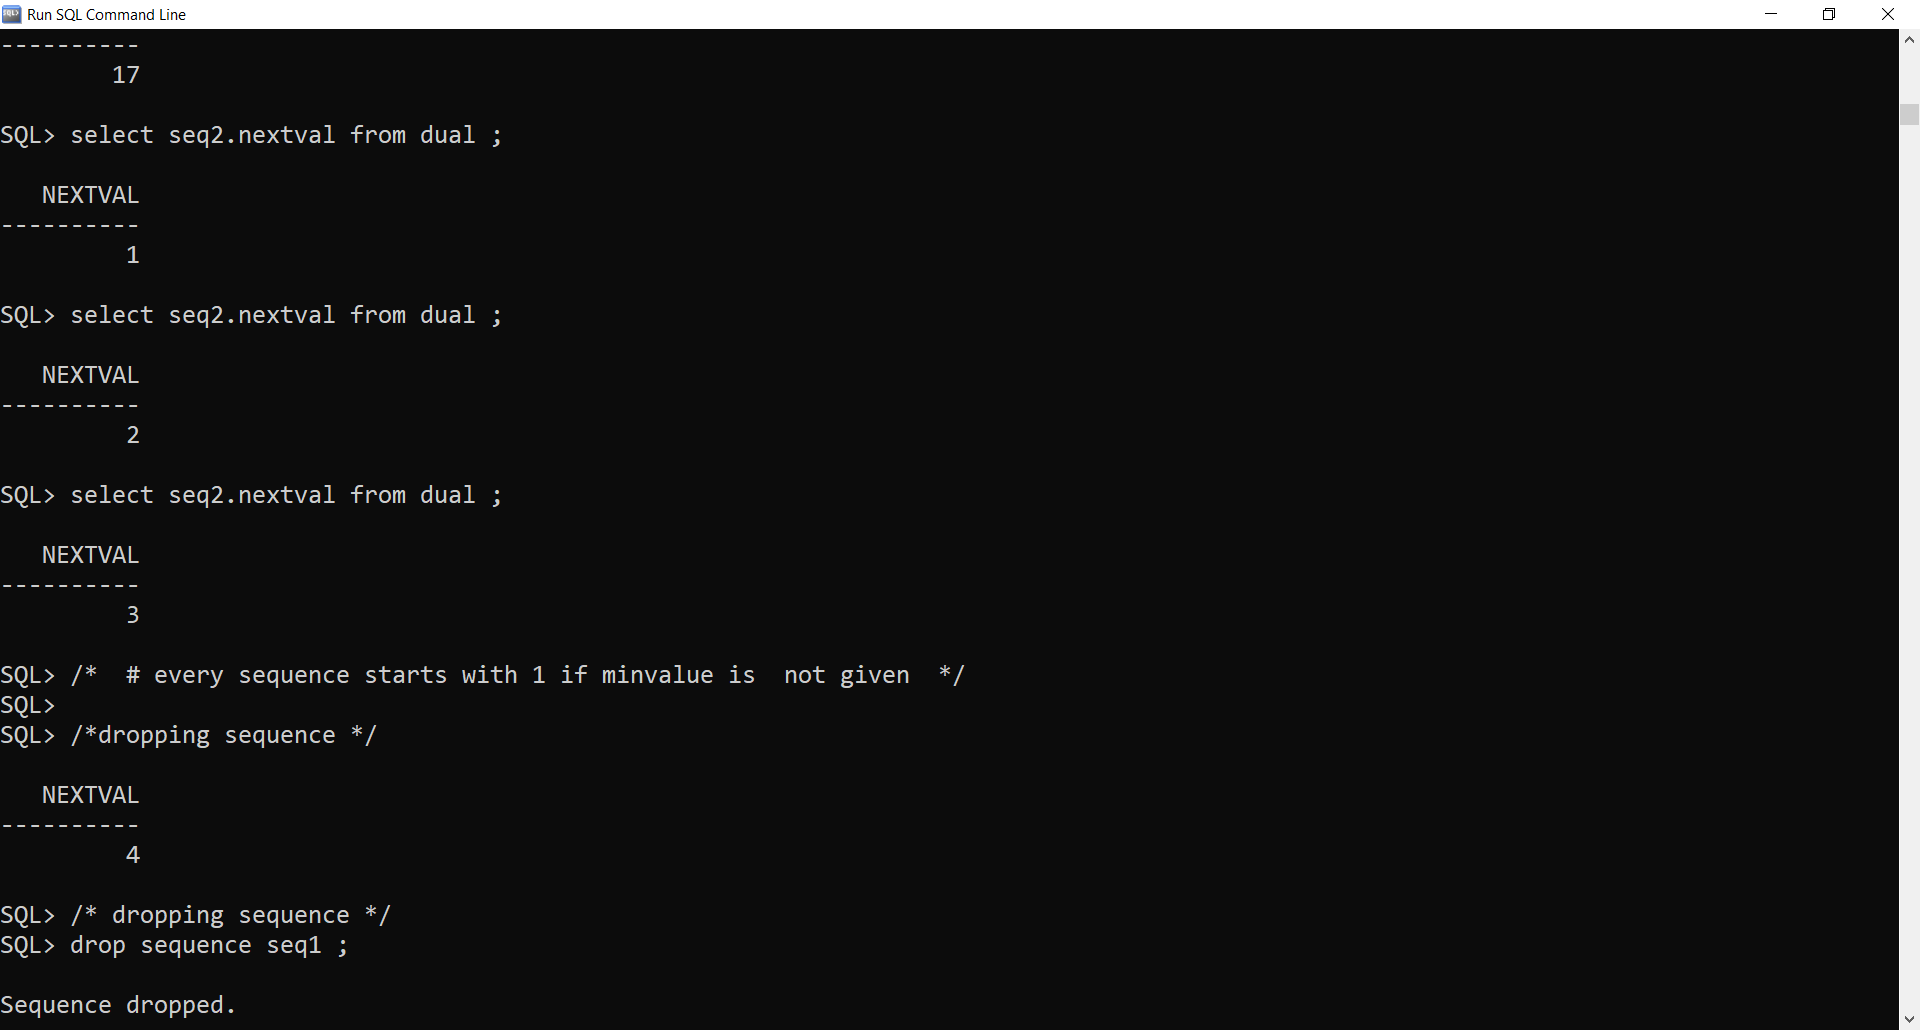 Run SQL Command Line
----------
17
SQL> select seq2.nextval from dual ;
NEXTVAL
----------
1
SQL> select seq2.nextval from dual ;
NEXTVAL
----------
2
SQL> select seq2.nextval from dual ;
NEXTVAL
----------
3
SQL> /*  # every sequence starts with 1 if minvalue is  not given  */
SQL>
SQL> /*dropping sequence */
NEXTVAL
----------
4
SQL> /* dropping sequence */
SQL> drop sequence seq1 ;
Sequence dropped.